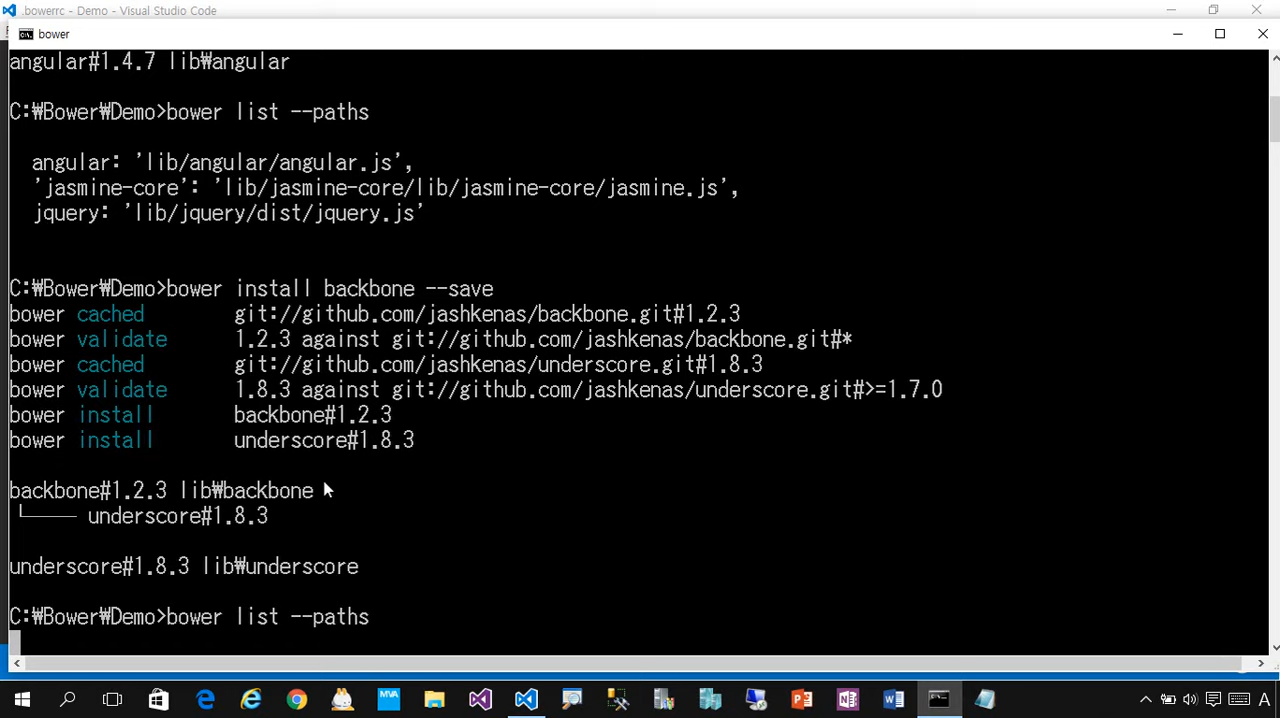 .bowerrc - Demo - Visual Studio Code
bower
angular#1.4.7 lib₩angular
C:₩Bower₩Demo>bower list --paths
angular: 'lib/angular/angular.js',
'jasmine-core': 'lib/jasmine-core/lib/jasmine-core/jasmine.js',
jquery: 'lib/jquery/dist/jquery.js'
C:₩Bower₩Demo>bower install backbone --save
bower cached git://github.com/jashkenas/backbone.git#1.2.3
bower validate 1.2.3 against git://github.com/jashkenas/backbone.git#*
bower cached git://github.com/jashkenas/underscore.git#1.8.3
bower validate 1.8.3 against git://github.com/jashkenas/underscore.git#>=1.7.0
bower install backbone#1.2.3
bower install underscore#1.8.3
backbone#1.2.3 lib₩backbone
└── underscore#1.8.3
underscore#1.8.3 lib₩underscore
C:₩Bower₩Demo>bower list --paths
MVA
A